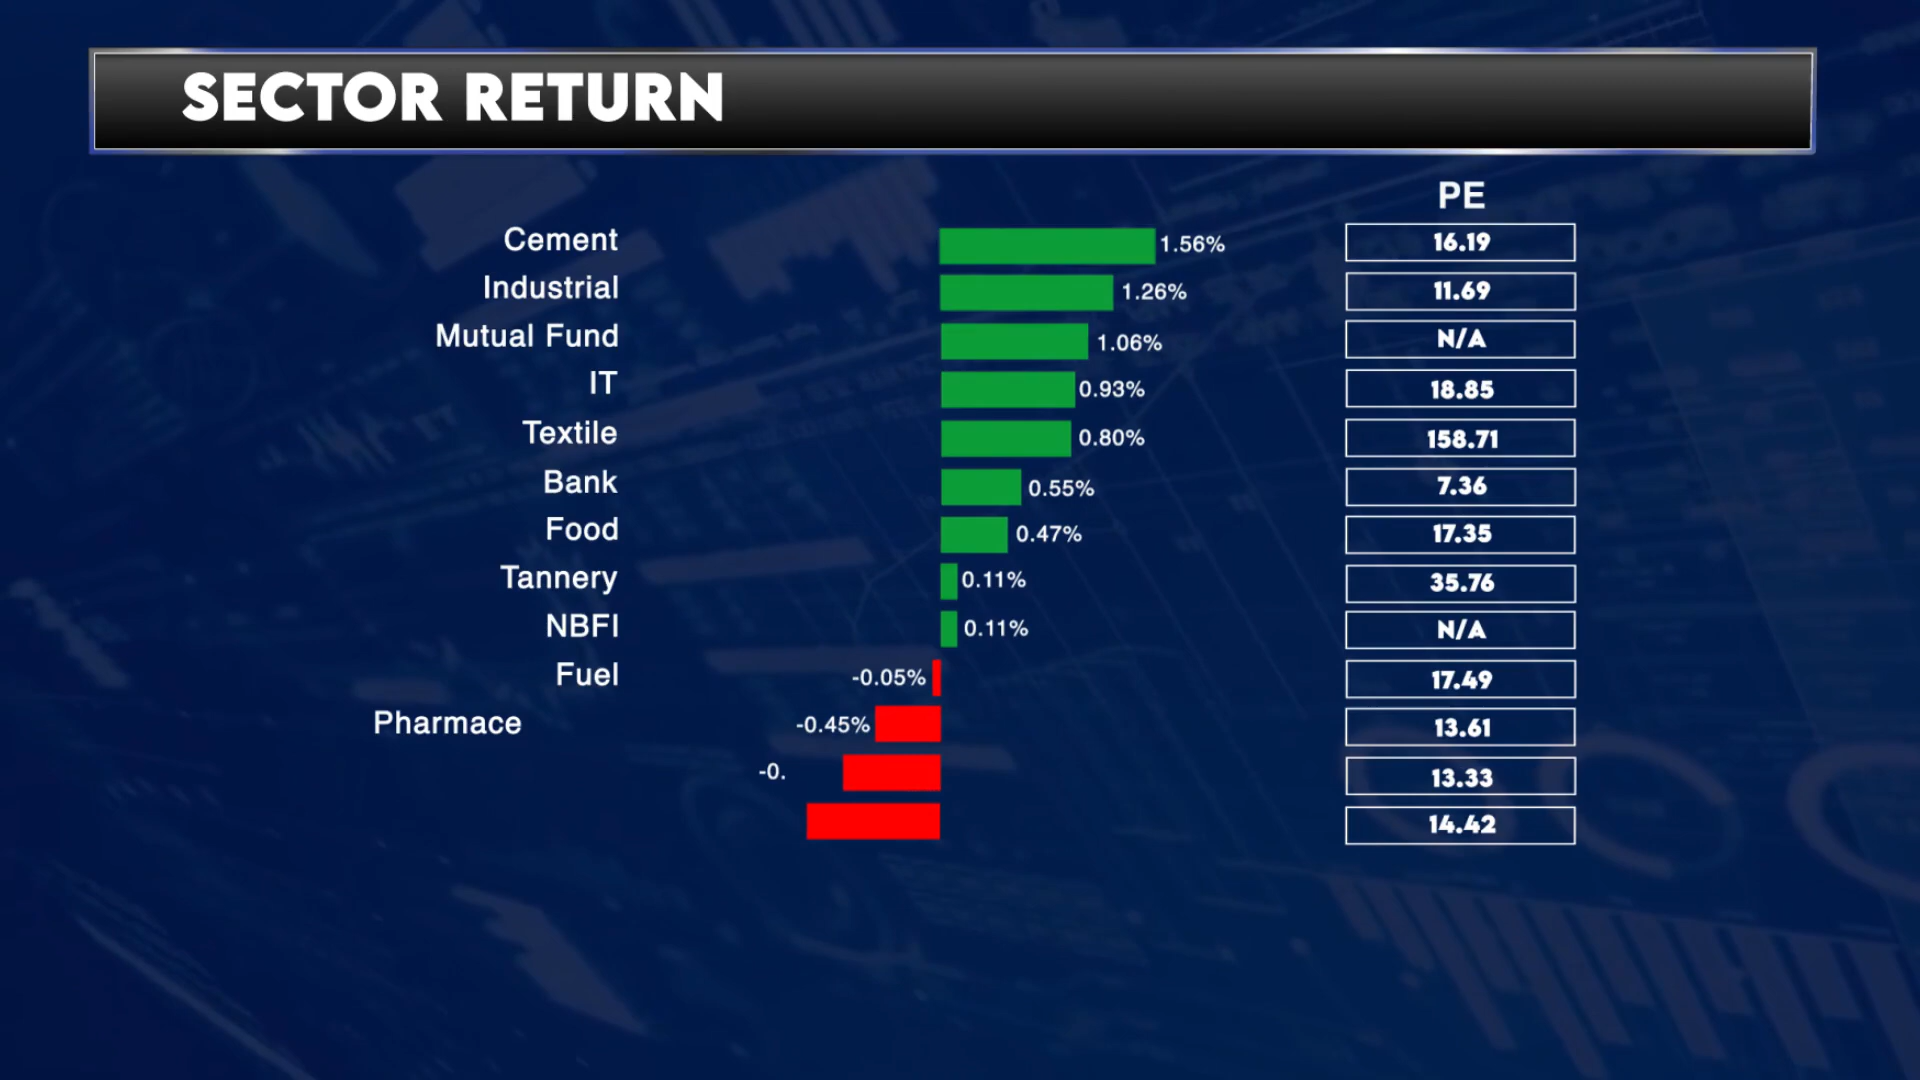 SECTOR RETURN
PE
Cement 1.56% 16.19
Industrial 1.26% 11.69
Mutual Fund 1.06% N/A
IT 0.93% 18.85
Textile 0.80% 158.71
Bank 0.55% 7.36
Food 0.47% 17.35
Tannery 0.11% 35.76
NBFI 0.11% N/A
Fuel -0.05% 17.49
Pharmace -0.45% 13.61
-0. 13.33
14.42